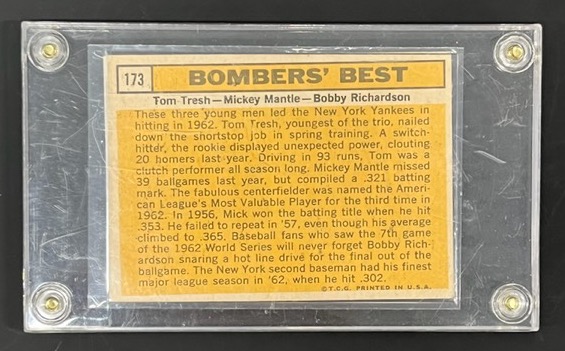 173
BOMBERS' BEST
Tom Tresh—Mickey Mantle—Bobby Richardson
These three young men led the New York Yankees in
hitting in 1962. Tom Tresh, youngest of the trio, nailed
down the shortstop job in spring training. A switch-
hitter, the rookie displayed unexpected power, clouting
20 homers last year. Driving in 93 runs, Tom was a
clutch performer all season long. Mickey Mantle missed
39 ballgames last year, but compiled a .321 batting
mark. The fabulous centerfielder was named the Ameri-
can League's Most Valuable Player for the third time in
1962. In 1956, Mick won the batting title when he hit
.353. He failed to repeat in '57, even though his average
climbed to .365. Baseball fans who saw the 7th game
of the 1962 World Series will never forget Bobby Rich-
ardson snaring a hot line drive for the final out of the
ballgame. The New York second baseman had his finest
major league season in '62, when he hit .302.
©T.C.G. PRINTED IN U.S.A.